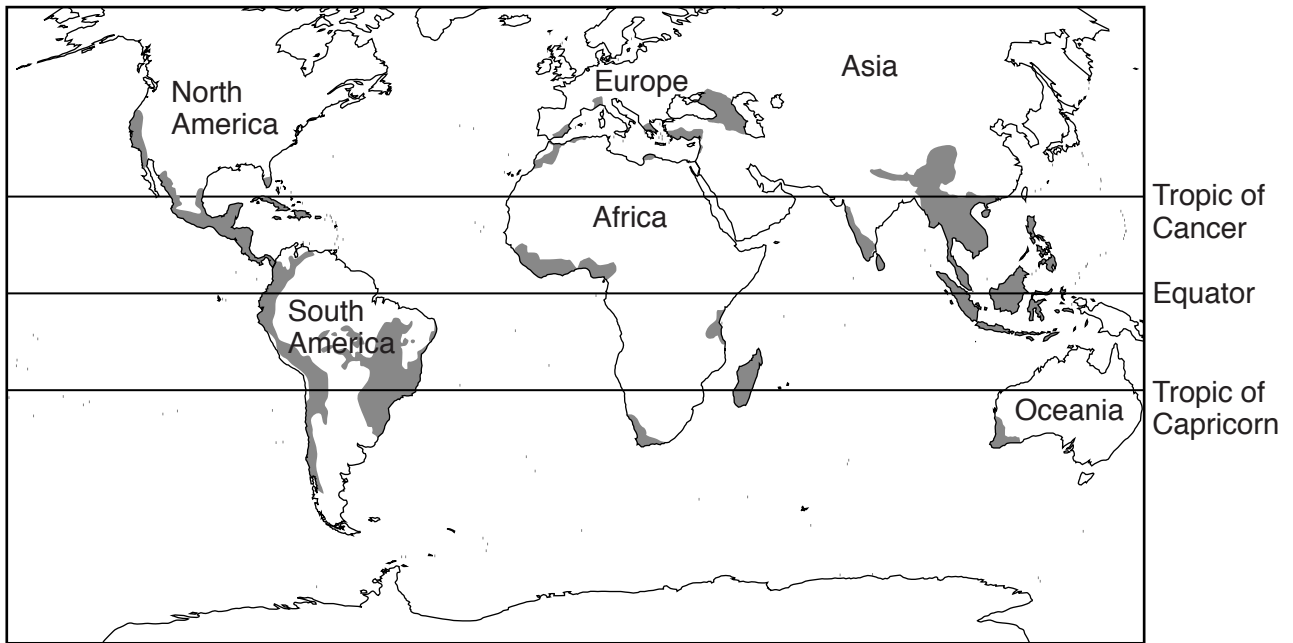 North
America
Europe
Asia
Africa
Tropic of
Cancer
Equator
South
America
Oceania
Tropic of
Capricorn